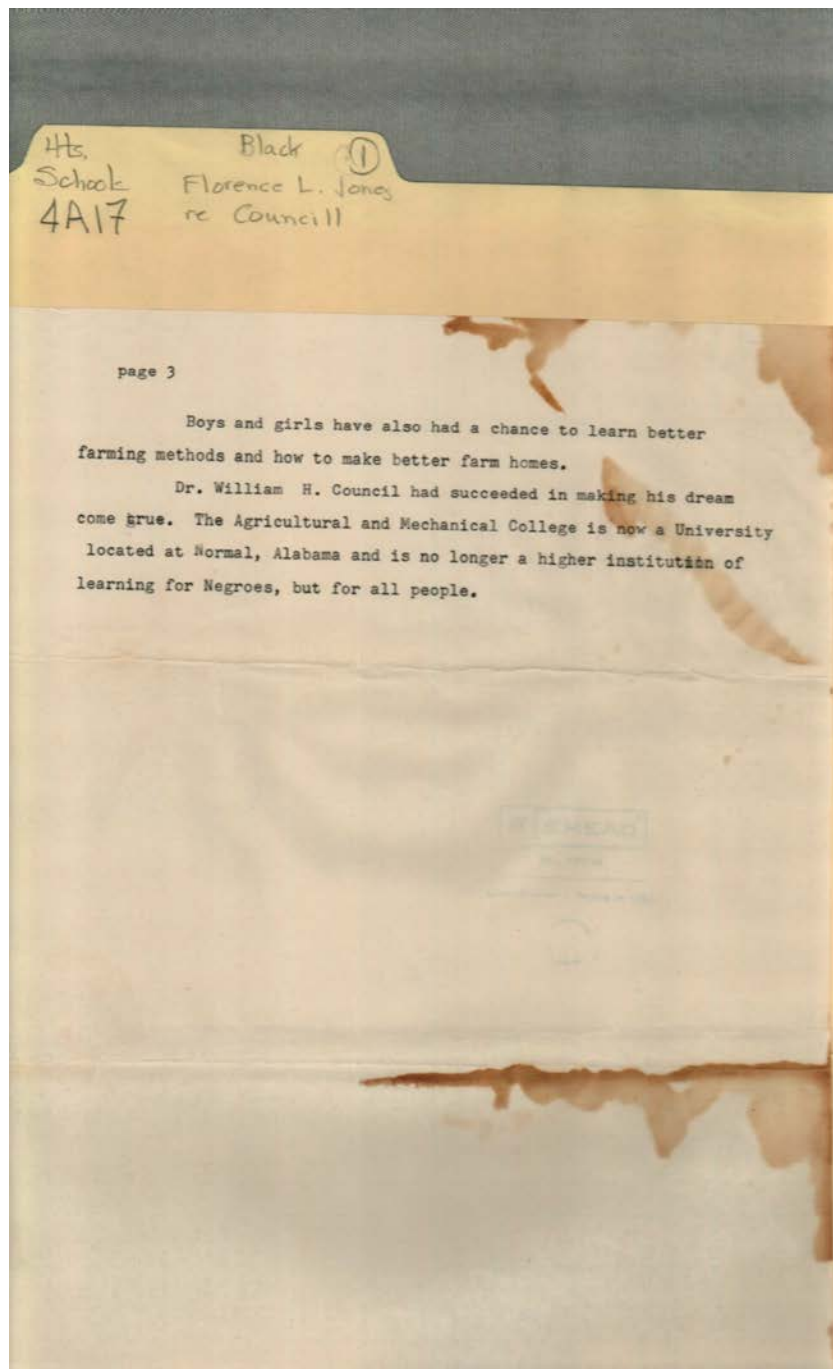 Hts. Black 1
School Florence L. Jones
4A17 re Councill
page 3
Boys and girls have also had a chance to learn better
farming methods and how to make better farm homes.
Dr. William H. Council had succeeded in making his dream
come true. The Agricultural and Mechanical College is now a University
located at Normal, Alabama and is no longer a higher institution of
learning for Negroes, but for all people.